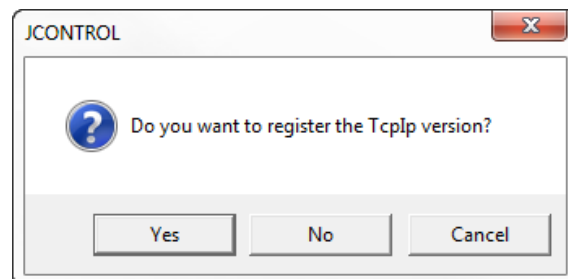 JCONTROL
Do you want to register the TcpIp version?
Yes No Cancel